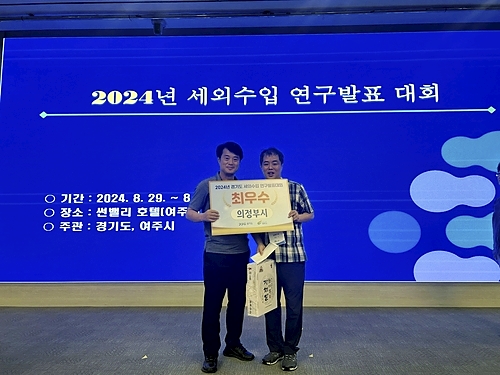 2024년 세외수입 연구발표 대회
○ 기간 : 2024. 8. 29. ~ 8
○ 장소 : 썬밸리 호텔(여주
○ 주관 : 경기도, 여주시
2024년 경기도 세외수입 연구발표대회
최우수
의정부시